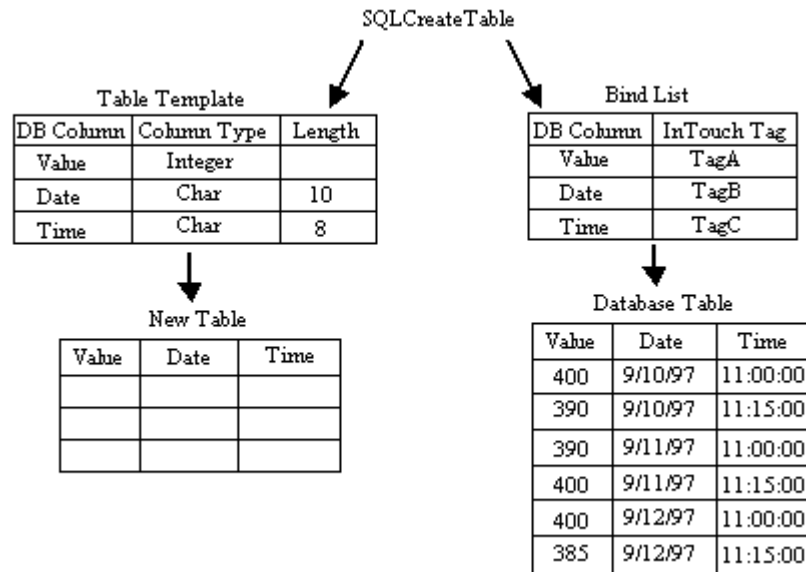 SQLCreateTable
Table Template
DB Column Column Type Length
Value Integer
Date Char 10
Time Char 8
New Table
Value Date Time
Bind List
DB Column InTouch Tag
Value TagA
Date TagB
Time TagC
Database Table
Value Date Time
400 9/10/97 11:00:00
390 9/10/97 11:15:00
390 9/11/97 11:00:00
400 9/11/97 11:15:00
400 9/12/97 11:00:00
385 9/12/97 11:15:00